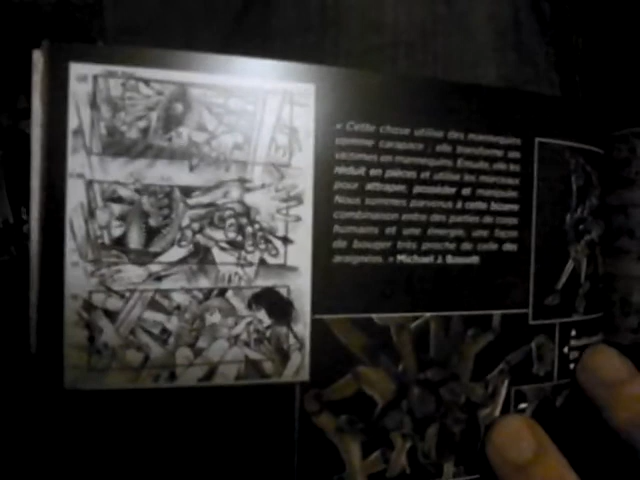 « Cette chose utilise des mannequins
comme carapace ; elle transforme ses
victimes en mannequins. Ensuite, elle les
réduit en pièces et utilise les morceaux
pour attraper, posséder et
Nous sommes parvenus à cette bizarre
combinaison entre des parties de corps
humains et une énergie, une façon
de bouger très proche de celle des
araignées. » Michael J. Bassett